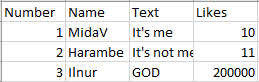 Number Name Text Likes
1 MidaV It's me 10
2 Harambe It's not me 11
3 Ilnur GOD 200000